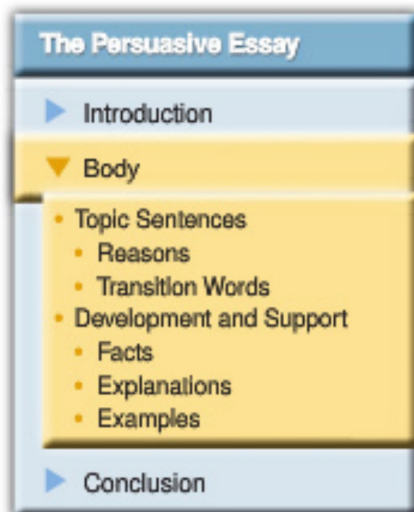 The Persuasive Essay
Introduction
Body
• Topic Sentences
• Reasons
• Transition Words
• Development and Support
• Facts
• Explanations
• Examples
Conclusion